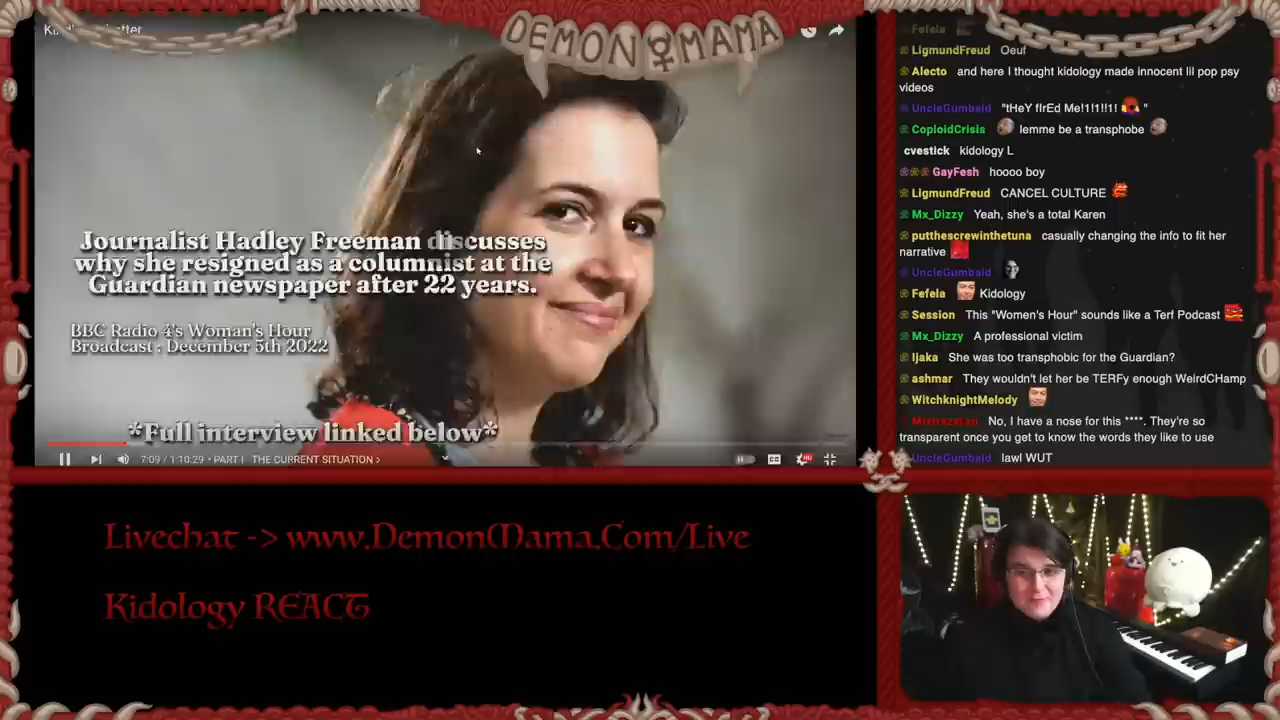 DEMON MAMA
Journalist Hadley Freeman discusses
why she resigned as a columnist at the
Guardian newspaper after 22 years.
BBC Radio 4's Woman's Hour
Broadcast : December 5th 2022
*Full interview linked below*
7:09 / 1:10:29 • PART I THE CURRENT SITUATION >
CC
Livechat -> www.DemonMama.Com/Live
Kidology REACT
Fefela
LigmundFreud Oeuf
Alecto and here I thought kidology made innocent lil pop psy
videos
UncleGumbald "tHeY fIrEd Me!1!1!!1! "
CopioidCrisis lemme be a transphobe
cvestick kidology L
GayFesh hoooo boy
LigmundFreud CANCEL CULTURE
Mx_Dizzy Yeah, she's a total Karen
putthescrewinthetuna casually changing the info to fit her
narrative
UncleGumbald
Fefela Kidology
Session This "Women's Hour" sounds like a Terf Podcast
Mx_Dizzy A professional victim
Ijaka She was too transphobic for the Guardian?
ashmar They wouldn't let her be TERFy enough WeirdCHamp
WitchknightMelody
No, I have a nose for this ****. They're so
transparent once you get to know the words they like to use
UncleGumbald lawl WUT